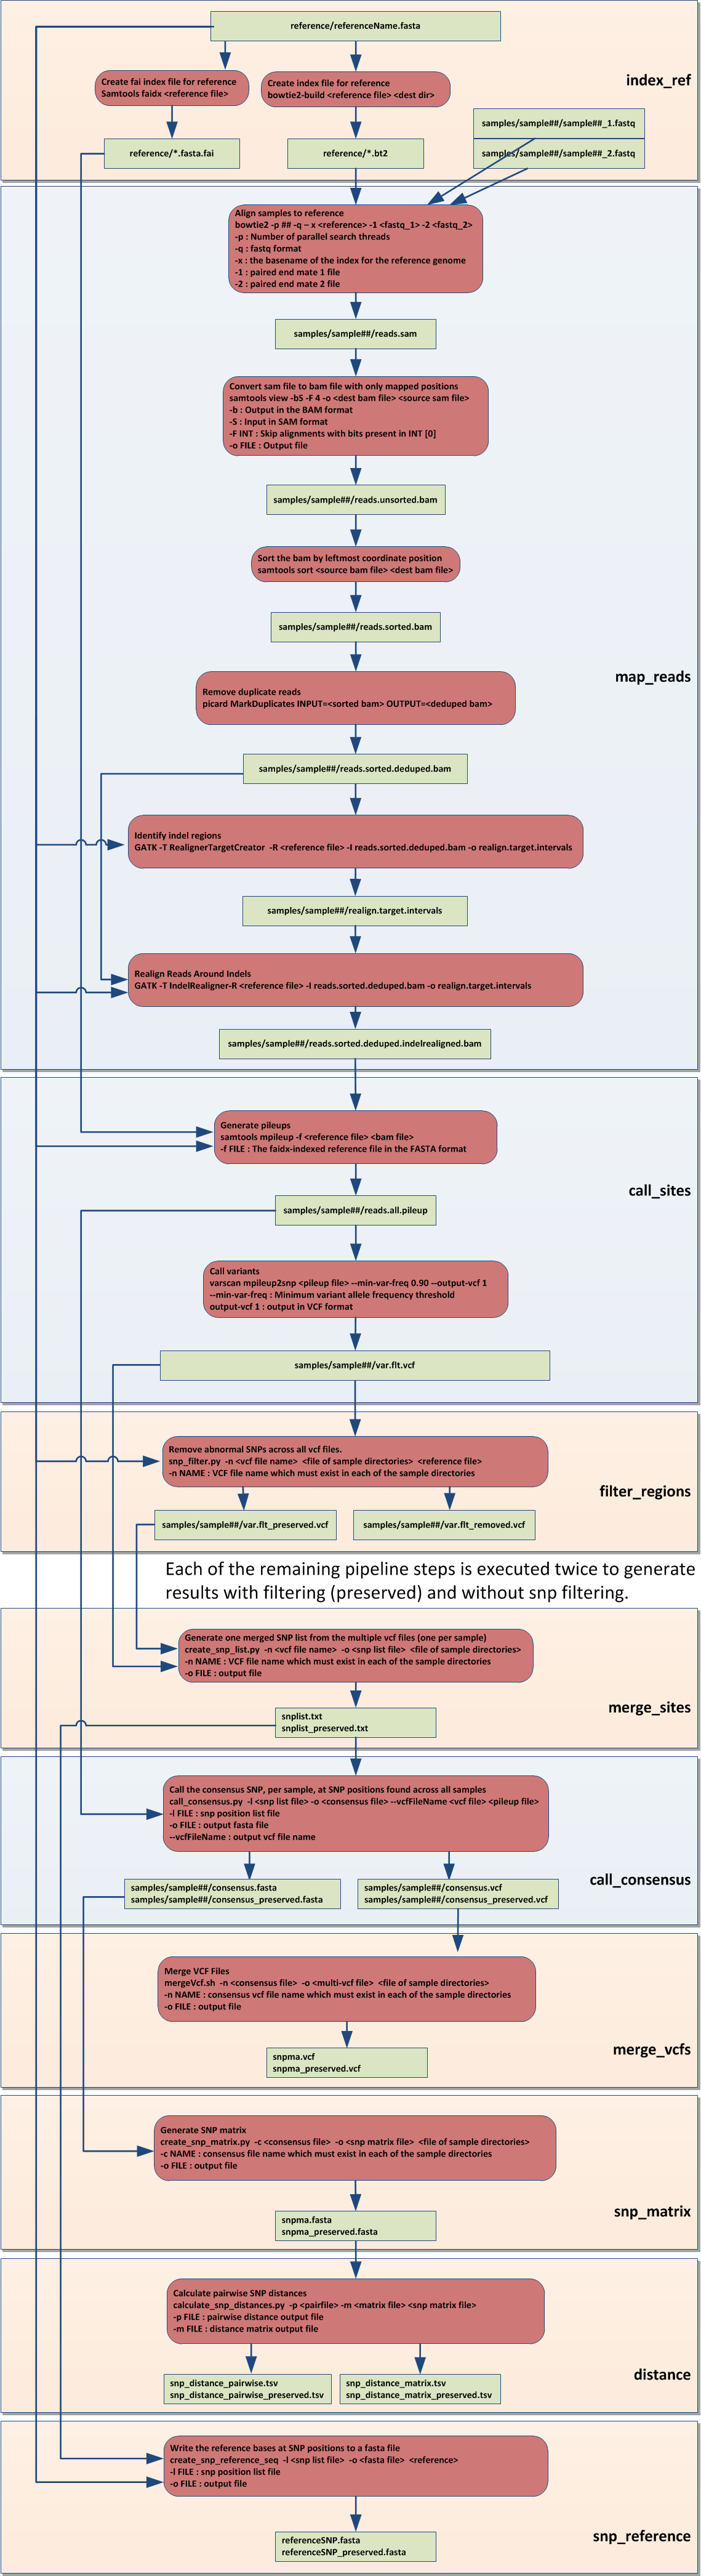 reference/referenceName.fasta
index_ref
Create fai index file for reference
Samtools faidx <reference file>
Create index file for reference
bowtie2-build <reference file> <dest dir>
samples/sample##/sample##_1.fastq
samples/sample##/sample##_2.fastq
reference/*.fasta.fai
reference/*.bt2
Align samples to reference
bowtie2 -p ## -q – x <reference> -1 <fastq_1> -2 <fastq_2>
-p : Number of parallel search threads
-q : fastq format
-x : the basename of the index for the reference genome
-1 : paired end mate 1 file
-2 : paired end mate 2 file
samples/sample##/reads.sam
Convert sam file to bam file with only mapped positions
samtools view -bS -F 4 -o <dest bam file> <source sam file>
-b : Output in the BAM format
-S : Input in SAM format
-F INT : Skip alignments with bits present in INT [0]
-o FILE : Output file
samples/sample##/reads.unsorted.bam
Sort the bam by leftmost coordinate position
samtools sort <source bam file> <dest bam file>
samples/sample##/reads.sorted.bam
map_reads
Remove duplicate reads
picard MarkDuplicates INPUT=<sorted bam> OUTPUT=<deduped bam>
samples/sample##/reads.sorted.deduped.bam
Identify indel regions
GATK -T RealignerTargetCreator -R <reference file> -I reads.sorted.deduped.bam -o realign.target.intervals
samples/sample##/realign.target.intervals
Realign Reads Around Indels
GATK -T IndelRealigner-R <reference file> -I reads.sorted.deduped.bam -o realign.target.intervals
samples/sample##/reads.sorted.deduped.indelrealigned.bam
Generate pileups
samtools mpileup -f <reference file> <bam file>
-f FILE : The faidx-indexed reference file in the FASTA format
call_sites
samples/sample##/reads.all.pileup
Call variants
varscan mpileup2snp <pileup file> --min-var-freq 0.90 --output-vcf 1
--min-var-freq : Minimum variant allele frequency threshold
output-vcf 1 : output in VCF format
samples/sample##/var.flt.vcf
Remove abnormal SNPs across all vcf files.
snp_filter.py -n <vcf file name> <file of sample directories> <reference file>
-n NAME : VCF file name which must exist in each of the sample directories
filter_regions
samples/sample##/var.flt_preserved.vcf
samples/sample##/var.flt_removed.vcf
Each of the remaining pipeline steps is executed twice to generate
results with filtering (preserved) and without snp filtering.
Generate one merged SNP list from the multiple vcf files (one per sample)
create_snp_list.py -n <vcf file name> -o <snp list file> <file of sample directories>
-n NAME : VCF file name which must exist in each of the sample directories
-o FILE : output file
merge_sites
snplist.txt
snplist_preserved.txt
Call the consensus SNP, per sample, at SNP positions found across all samples
call_consensus.py -l <snp list file> -o <consensus file> --vcfFileName <vcf file> <pileup file>
-l FILE : snp position list file
-o FILE : output fasta file
--vcfFileName : output vcf file name
call_consensus
samples/sample##/consensus.fasta
samples/sample##/consensus_preserved.fasta
samples/sample##/consensus.vcf
samples/sample##/consensus_preserved.vcf
Merge VCF Files
mergeVcf.sh -n <consensus file> -o <multi-vcf file> <file of sample directories>
-n NAME : consensus vcf file name which must exist in each of the sample directories
-o FILE : output file
merge_vcfs
snpma.vcf
snpma_preserved.vcf
Generate SNP matrix
create_snp_matrix.py -c <consensus file> -o <snp matrix file> <file of sample directories>
-c NAME : consensus file name which must exist in each of the sample directories
-o FILE : output file
snp_matrix
snpma.fasta
snpma_preserved.fasta
Calculate pairwise SNP distances
calculate_snp_distances.py -p <pairfile> -m <matrix file> <snp matrix file>
-p FILE : pairwise distance output file
-m FILE : distance matrix output file
distance
snp_distance_pairwise.tsv
snp_distance_pairwise_preserved.tsv
snp_distance_matrix.tsv
snp_distance_matrix_preserved.tsv
Write the reference bases at SNP positions to a fasta file
create_snp_reference_seq -l <snp list file> -o <fasta file> <reference>
-l FILE : snp position list file
-o FILE : output file
snp_reference
referenceSNP.fasta
referenceSNP_preserved.fasta